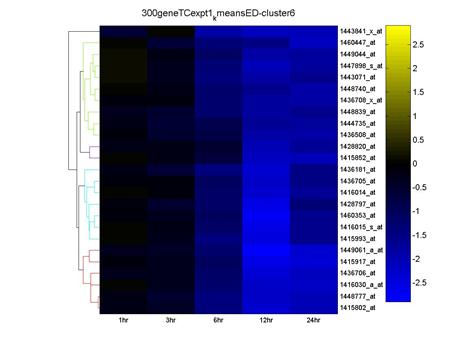 300geneTCexpt1kmeansED-cluster6
1443841_x_at
1460447_at
1449044_at
1447898_s_at
1443071_at
1448740_at
1436708_x_at
1448839_at
1444735_at
1436508_at
1428820_at
1415852_at
1436181_at
1436705_at
1416014_at
1428797_at
1460353_at
1416015_s_at
1415993_at
1449061_a_at
1415917_at
1436706_at
1416030_a_at
1448777_at
1415802_at
1hr 3hr 6hr 12hr 24hr
2.5
2
1.5
1
0.5
0
-0.5
-1
-1.5
-2
-2.5